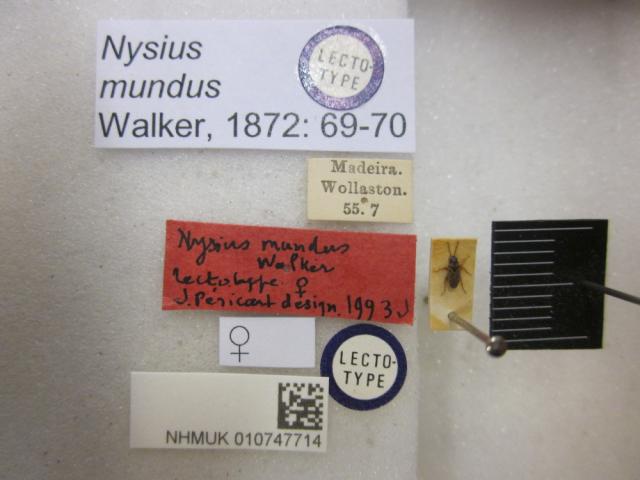 Nysius
mundus
Walker, 1872: 69-70
LECTO-
TYPE
Madeira.
Wollaston.
55.7
Nysius mundus
Walker
Lectotype ♀
J. Péricart design. 1993
♀
LECTO-
TYPE
NHMUK 010747714